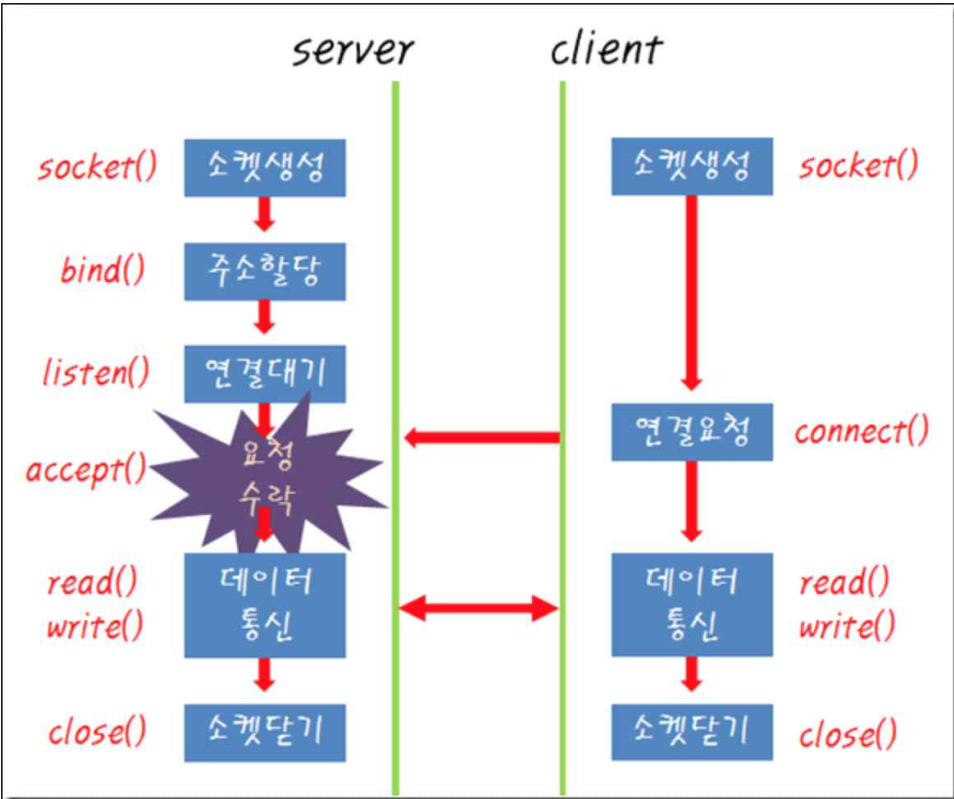 server
client
socket()
소켓생성
소켓생성
socket()
bind()
주소할당
listen()
연결대기
accept()
요청
수락
연결요청
connect()
read()
write()
데이터
통신
데이터
통신
read()
write()
close()
소켓닫기
소켓닫기
close()